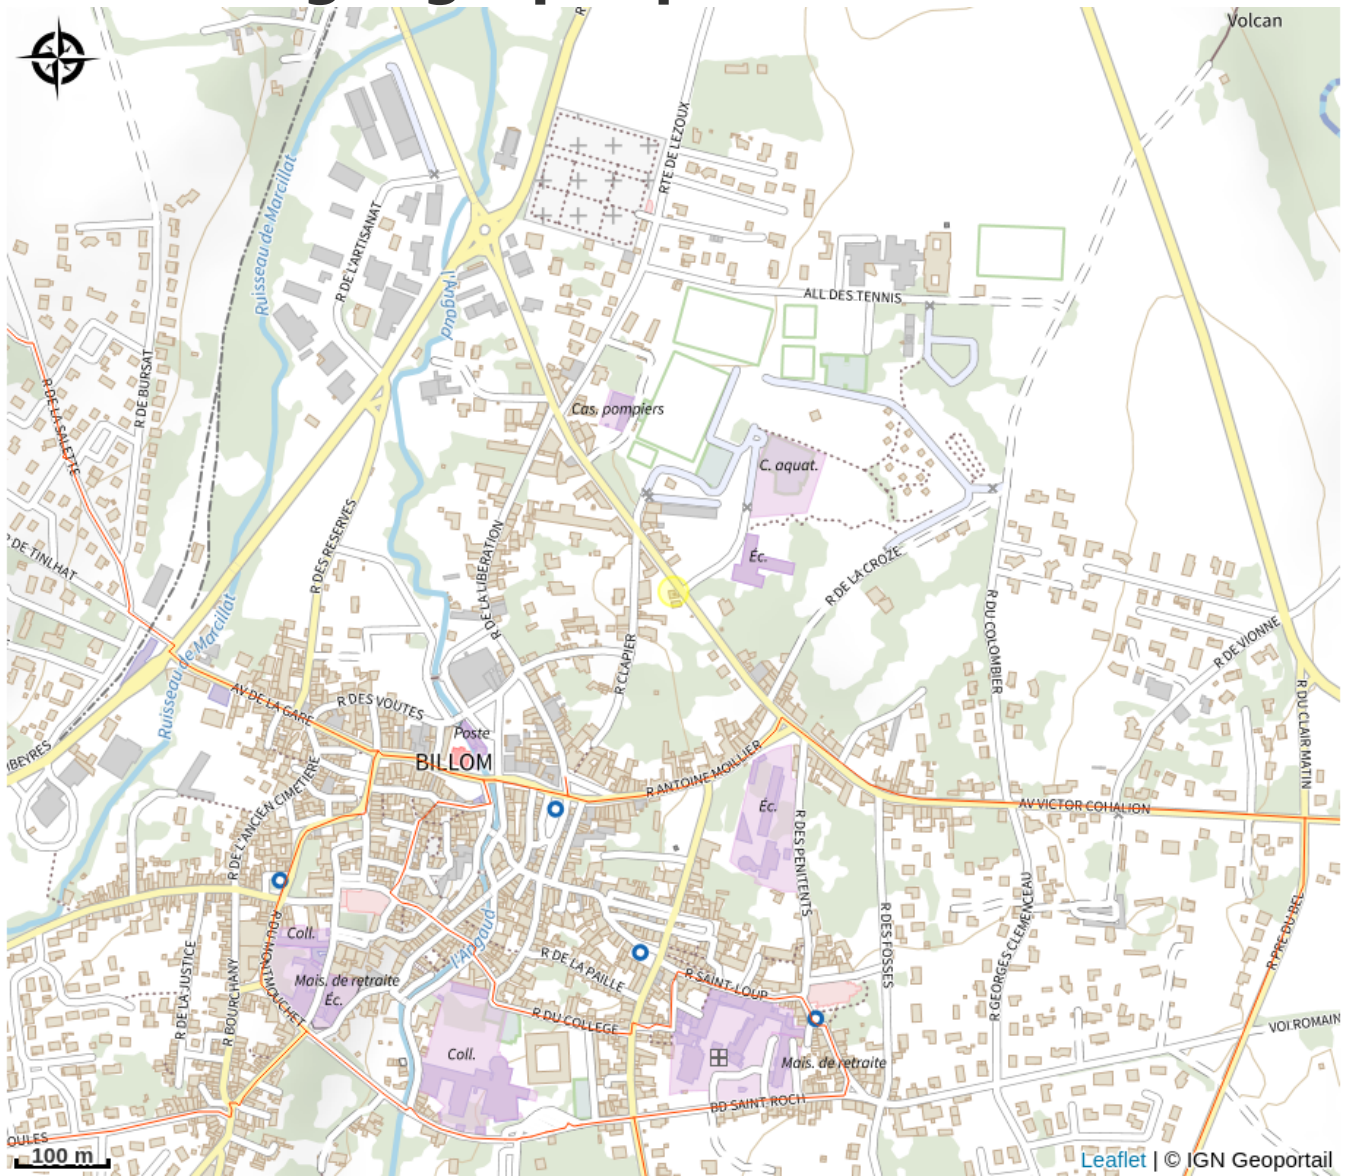 Volcan
RTE DE LEZOUX
Ruisseau de Marcillat
R DE L'ARTISANAT
l'Angaud
ALL DES TENNIS
R DE BURSAT
R DE LA SALETTE
Cas. pompiers
C. aquat.
R DES RESERVES
R DE LA LIBERATION
DE TINLHAT
Éc.
R DE LA CROZE
R DU COLOMBIER
R DE VIONNE
Ruisseau de Marcillat
R CLAPIER
AV DE LA GARE
R DES VOUTES
R DU CLAIR MATIN
Poste
BILLOM
IBEYRES
R ANTOINE MOILLIER
R DE L'ANCIEN CIMETIERE
Éc.
AV VICTOR COHALION
R DES PENITENTS
R GEORGES CLEMENCEAU
R DES FOSSES
R PRE DU BEL
Coll.
R DU MONTMOUCHET
l'Angaud
R DE LA JUSTICE
R BOURCHANY
Mais. de retraite
Éc.
R DE LA PAILLE
R SAINT-LOUP
R DU COLLEGE
VOI ROMAIN
Coll.
Mais. de retraite
BD SAINT-ROCH
OULES
100 m
Leaflet | © IGN Geoportail